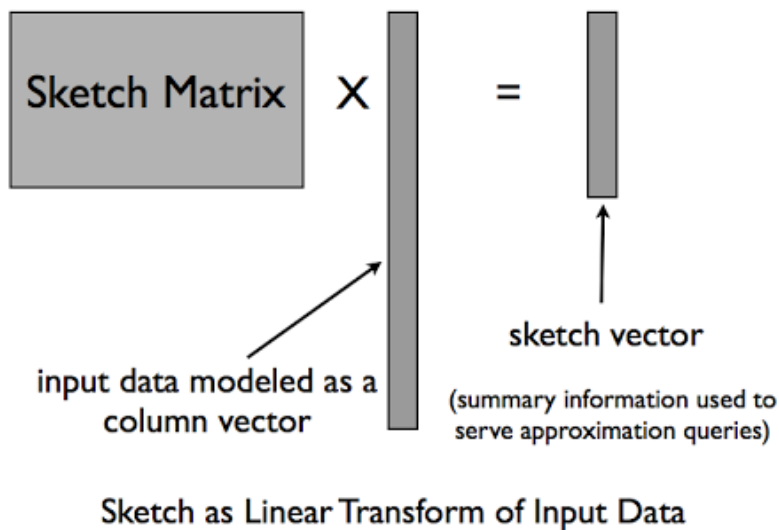 Sketch Matrix X =
sketch vector
input data modeled as a
column vector
(summary information used to
serve approximation queries)
Sketch as Linear Transform of Input Data